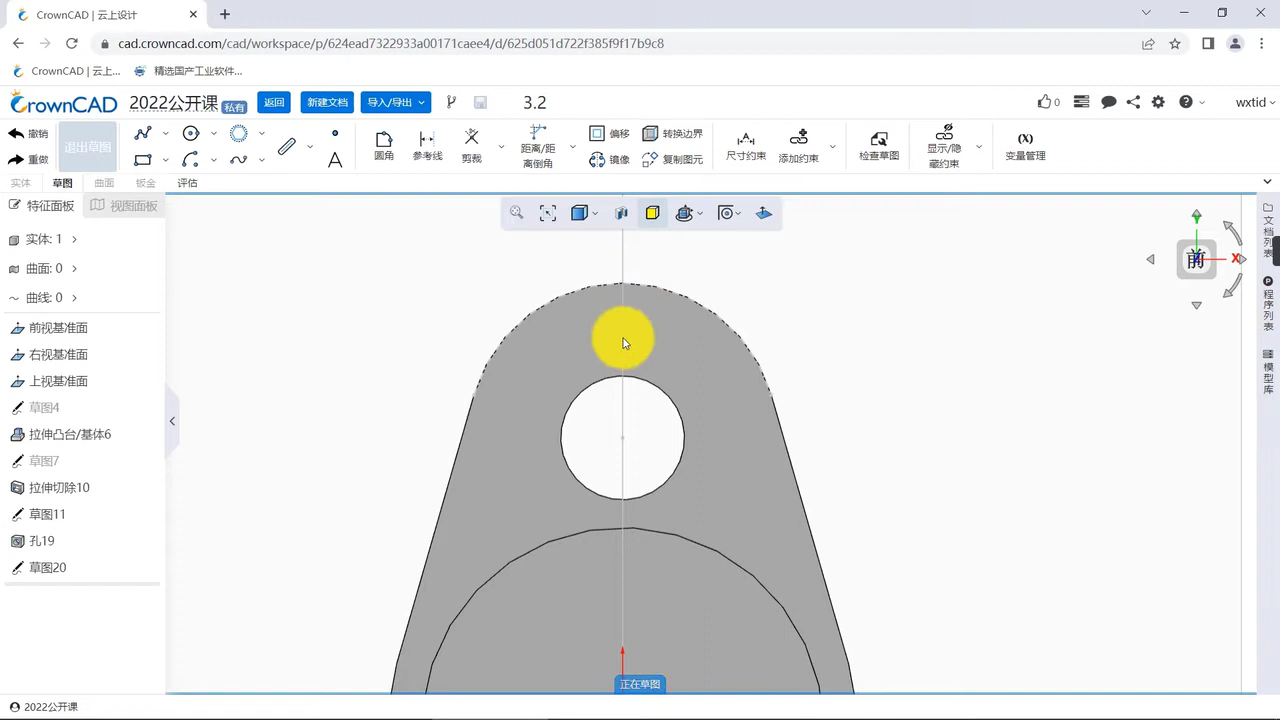 CrownCAD | 云上设计
cad.crowncad.com/cad/workspace/p/624ead7322933a00171caee4/d/625d051d722f385f9f17b9c8
CrownCAD | 云上...
精选国产工业软件...
CrownCAD
2022公开课
私有
返回
新建文档
导入/导出
3.2
0
wxtid
撤销
重做
退出草图
A
圆角
参考线
剪裁
距离/距
离倒角
偏移
镜像
转换边界
复制图元
尺寸约束
添加约束
检查草图
显示/隐
藏约束
(x)
变量管理
实体
草图
曲面
钣金
评估
特征面板
视图面板
实体: 1
曲面: 0
曲线: 0
前视基准面
右视基准面
上视基准面
草图4
拉伸凸台/基体6
草图7
拉伸切除10
草图11
孔19
草图20
Y
前
X
文档列表
程序列表
模型库
正在草图
2022公开课